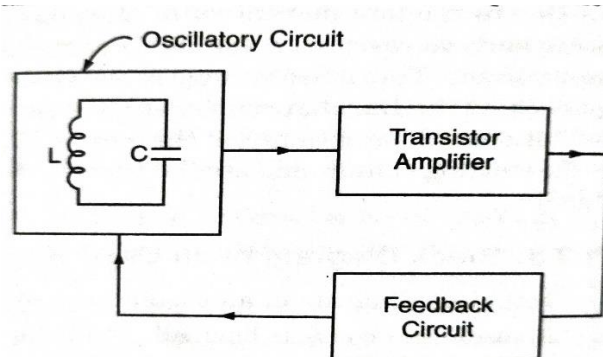 Oscillatory Circuit
L
C
Transistor
Amplifier
Feedback
Circuit